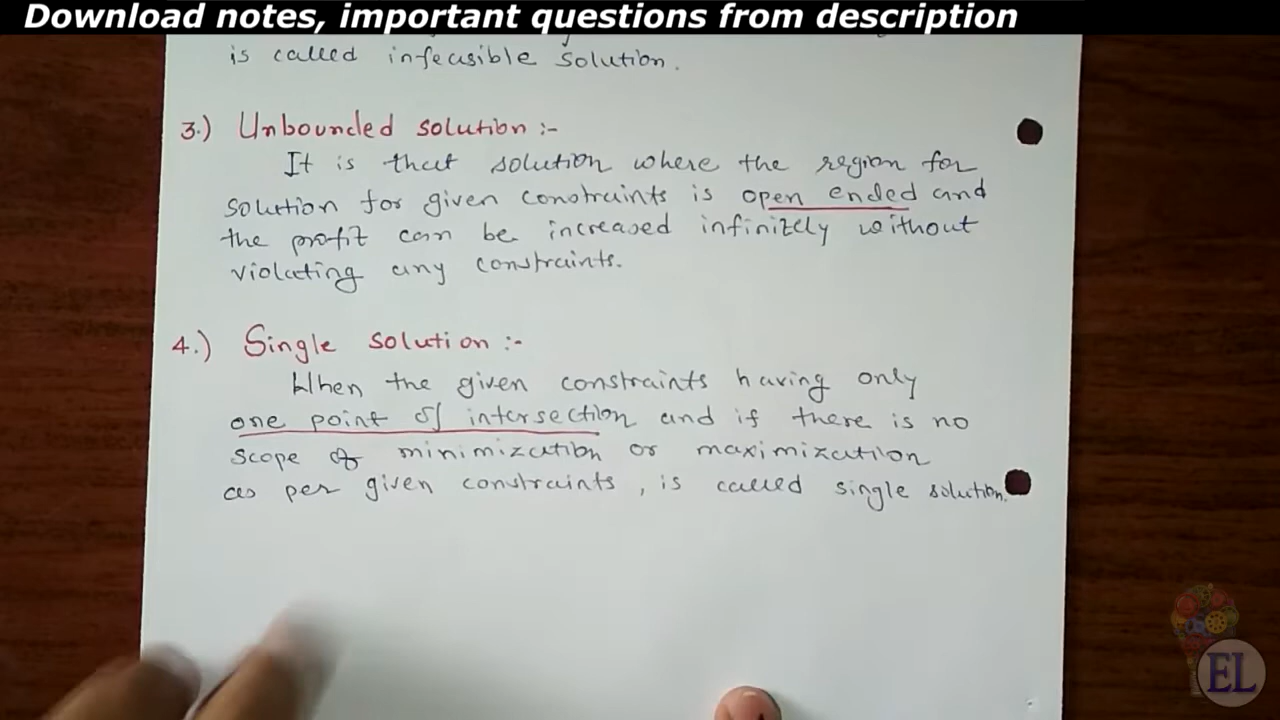 Download notes, important questions from description
is called infeasible solution.
3.) Unbounded solution :-
It is that solution where the region for
solution for given constraints is open ended and
the profit can be increased infinitely without
violating any constraints.
4.) Single solution :-
When the given constraints having only
one point of intersection and if there is no
scope of minimization or maximization
as per given constraints, is called single solution.
EL